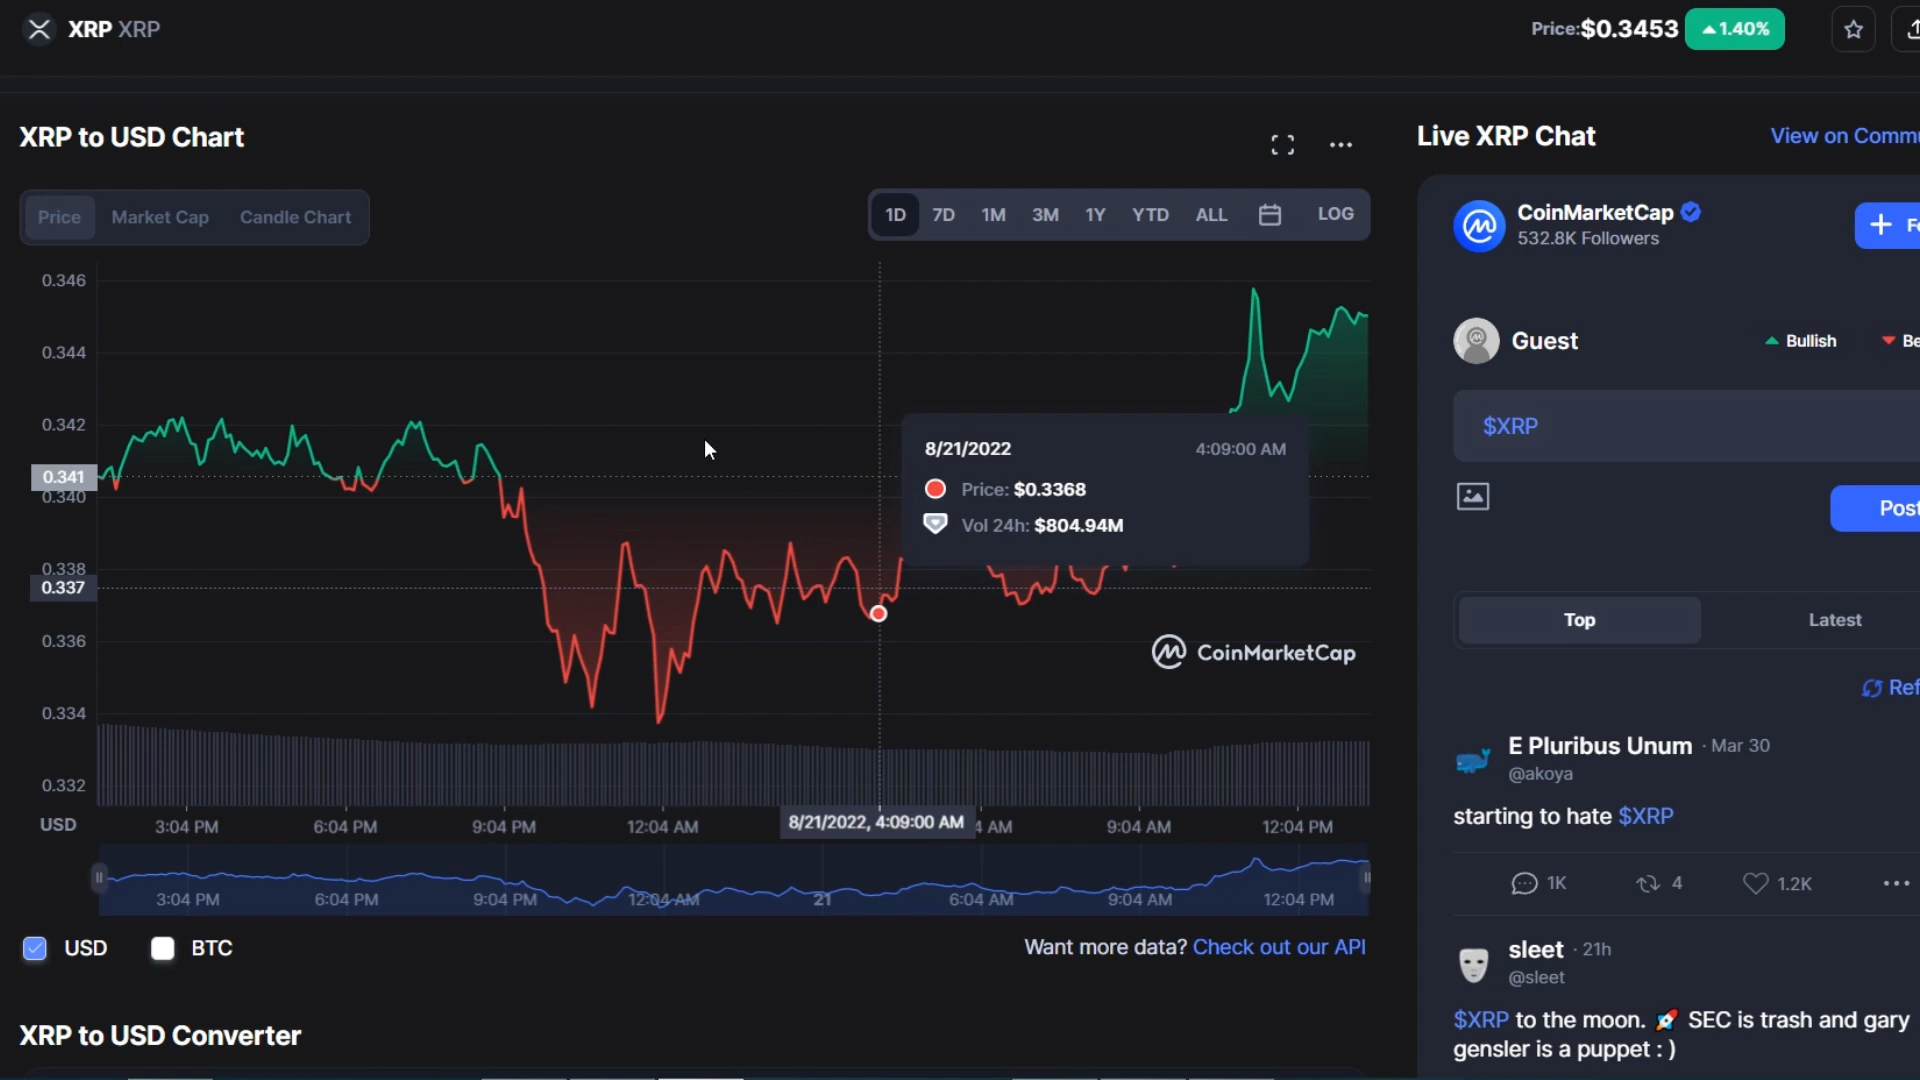 XRP XRP
Price:$0.3453 1.40%
XRP to USD Chart
Price Market Cap Candle Chart
1D 7D 1M 3M 1Y YTD ALL LOG
0.346
0.344
0.342
0.341
0.340
0.338
0.337
0.336
0.334
0.332
8/21/2022 4:09:00 AM
Price: $0.3368
Vol 24h: $804.94M
CoinMarketCap
USD 3:04 PM 6:04 PM 9:04 PM 12:04 AM 8/21/2022, 4:09:00 AM 4 AM 9:04 AM 12:04 PM
3:04 PM 6:04 PM 9:04 PM 12:04 AM 21 6:04 AM 9:04 AM 12:04 PM
USD BTC
Want more data? Check out our API
XRP to USD Converter
Live XRP Chat View on Commu
CoinMarketCap
532.8K Followers
+ Fo
Guest
Bullish Be
$XRP
Post
Top Latest
Ref
E Pluribus Unum · Mar 30
@akoya
starting to hate $XRP
1K 4 1.2K
sleet · 21h
@sleet
$XRP to the moon. 🚀 SEC is trash and gary
gensler is a puppet : )